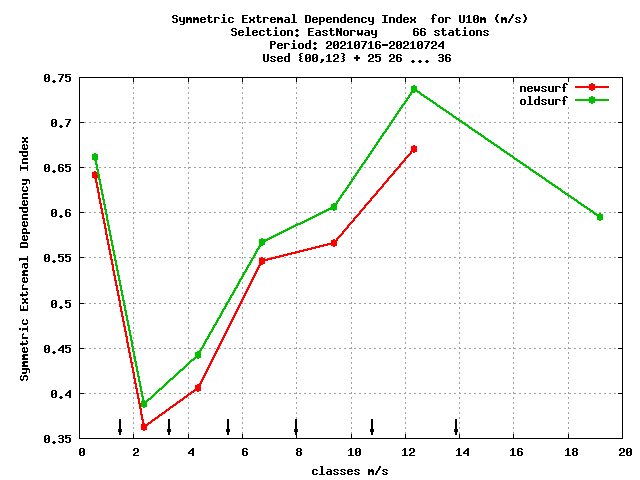 Symmetric Extremal Dependency Index  for U10m (m/s)
Selection: EastNorway     66 stations
Period: 20210716-20210724
Used {00,12} + 25 26 ... 36
newsurf
oldsurf
Symmetric Extremal Dependency Index
0.75
0.7
0.65
0.6
0.55
0.5
0.45
0.4
0.35
0 2 4 6 8 10 12 14 16 18 20
classes m/s